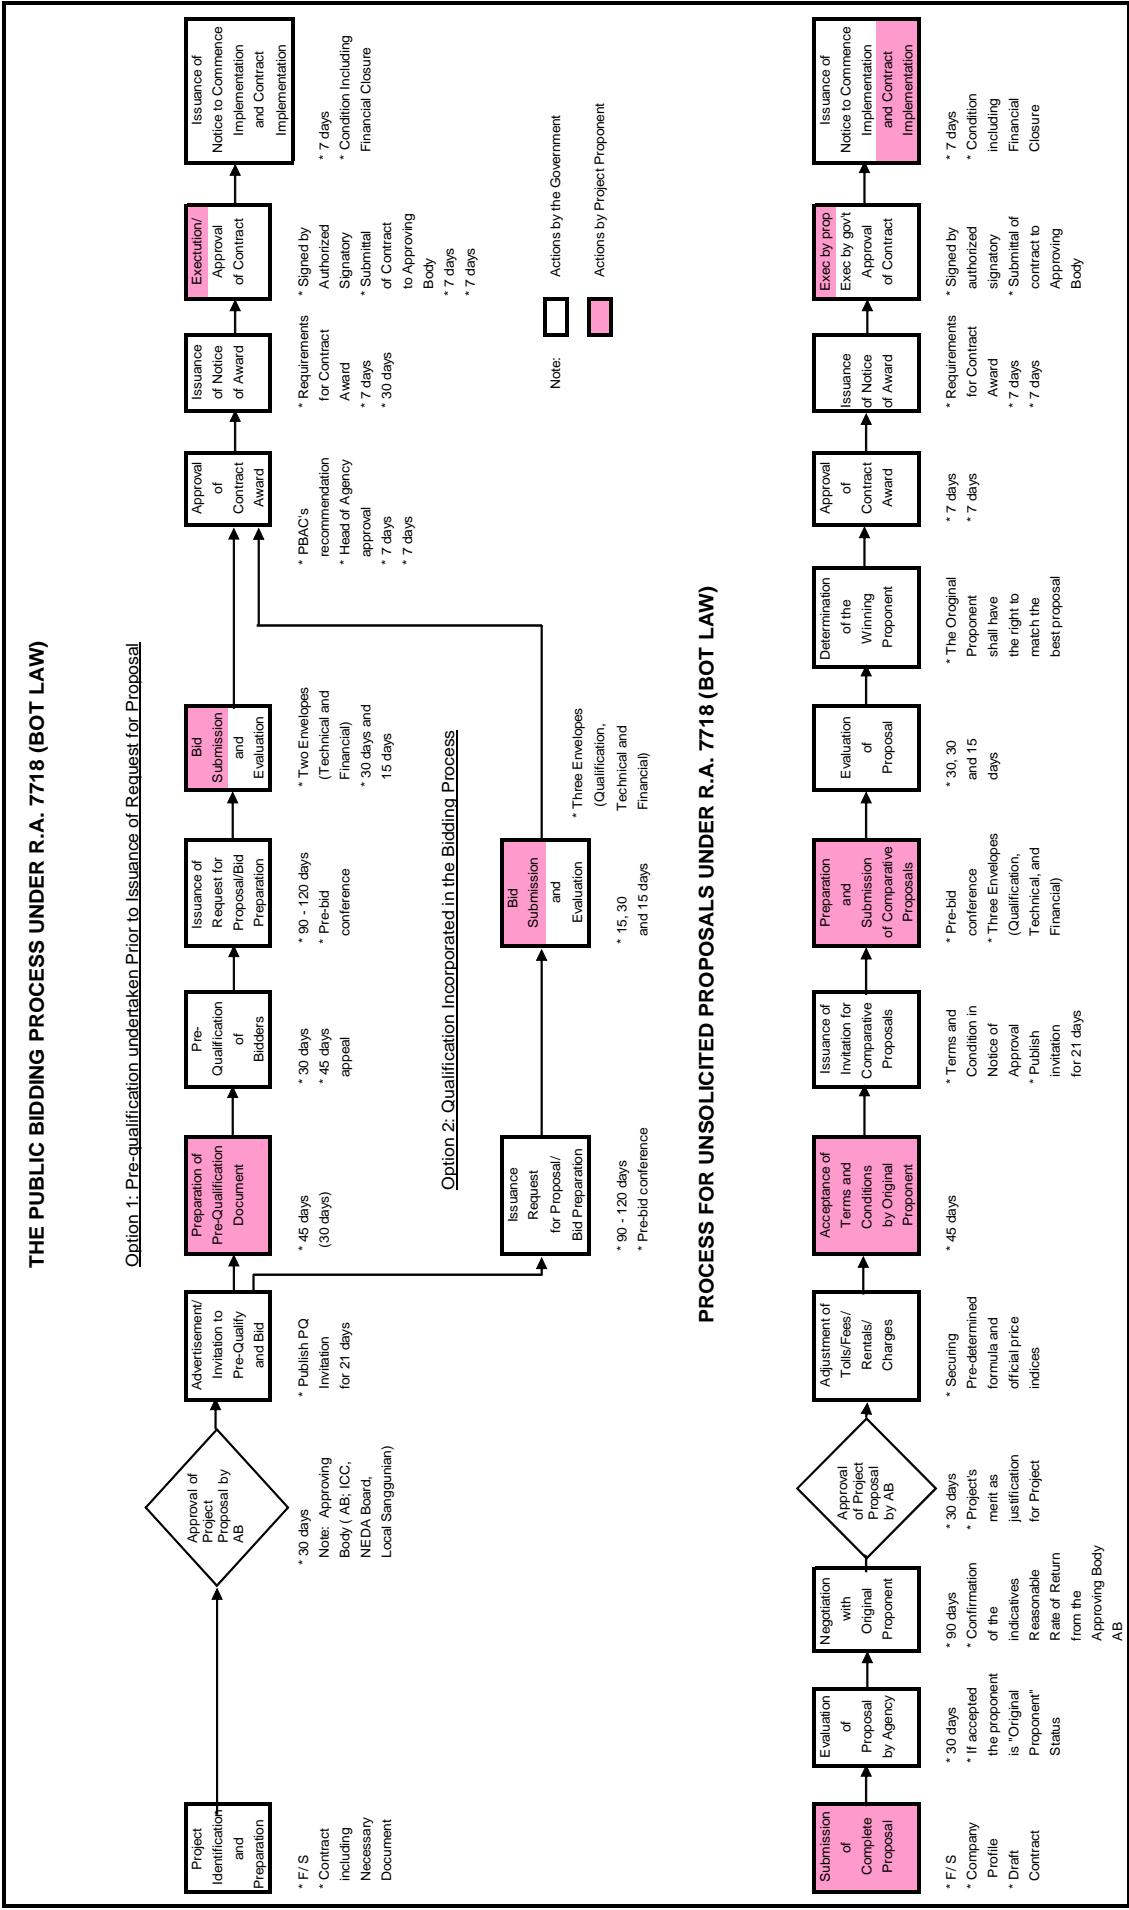 THE PUBLIC BIDDING PROCESS UNDER R.A. 7718 (BOT LAW)
Option 1: Pre-qualification undertaken Prior to Issuance of Request for Proposal
Project
Identification
and
Preparation
* F/ S
* Contract
including
Necessary
Document
Approval of
Project
Proposal by
AB
* 30 days
Note: Approving
Body ( AB; ICC,
NEDA Board,
Local Sanggunian)
Advertisement/
Invitation to
Pre-Qualify
and Bid
* Publish PQ
Invitation
for 21 days
Preparation of
Pre-Qualification
Document
* 45 days
(30 days)
Pre-
Qualification
of
Bidders
* 30 days
* 45 days
appeal
Issuance of
Request for
Proposal/Bid
Preparation
* 90 - 120 days
* Pre-bid
conference
Bid
Submission
and
Evaluation
* Two Envelopes
(Technical and
Financial)
* 30 days and
15 days
Approval
of
Contract
Award
* PBAC's
recommendation
* Head of Agency
approval
* 7 days
* 7 days
Issuance
of Notice
of Award
* Requirements
for Contract
Award
* 7 days
* 30 days
Exectution/
Approval
of Contract
* Signed by
Authorized
Signatory
* Submittal
of Contract
to Approving
Body
* 7 days
* 7 days
Issuance of
Notice to Commence
Implementation
and Contract
Implementation
* 7 days
* Condition Including
Financial Closure
Option 2: Qualification Incorporated in the Bidding Process
Issuance
Request
for Proposal/
Bid Preparation
* 90 - 120 days
* Pre-bid conference
Bid
Submission
and
Evaluation
* Three Envelopes
(Qualification,
Technical and
Financial)
* 15, 30
and 15 days
Note:
Actions by the Government
Actions by Project Proponent
PROCESS FOR UNSOLICITED PROPOSALS UNDER R.A. 7718 (BOT LAW)
Submission
of
Complete
Proposal
* F/ S
* Company
Profile
* Draft
Contract
Evaluation
of
Proposal
by Agency
* 30 days
* If accepted
the proponent
is "Original
Proponent"
Status
Negotiation
with
Original
Proponent
* 90 days
* Confirmation
of the
indicatives
Reasonable
Rate of Return
from the
Approving Body
AB
Approval
of Project
Proposal
by AB
* 30 days
* Project's
merit as
justification
for Project
Adjustment of
Tolls/Fees/
Rentals/
Charges
* Securing
Pre-determined
formula and
official price
indices
Acceptance of
Terms and
Conditions
by Original
Proponent
* 45 days
Issuance of
Invitation for
Comparative
Proposals
* Terms and
Condition in
Notice of
Approval
* Publish
invitation
for 21 days
Preparation
and
Submission
of Comparative
Proposals
* Pre-bid
conference
* Three Envelopes
(Qualification,
Technical, and
Financial)
Evaluation
of
Proposal
* 30, 30
and 15
days
Determination
of the
Winning
Proponent
* The Oroginal
Proponent
shall have
the right to
match the
best proposal
Approval
of
Contract
Award
* 7 days
* 7 days
Issuance
of Notice
of Award
* Requirements
for Contract
Award
* 7 days
* 7 days
Exec by prop
Exec by gov't
Approval
of Contract
* Signed by
authorized
signatory
* Submittal of
contract to
Approving
Body
Issuance of
Notice to Commence
Implementation
and Contract
Implementation
* 7 days
* Condition
including
Financial
Closure